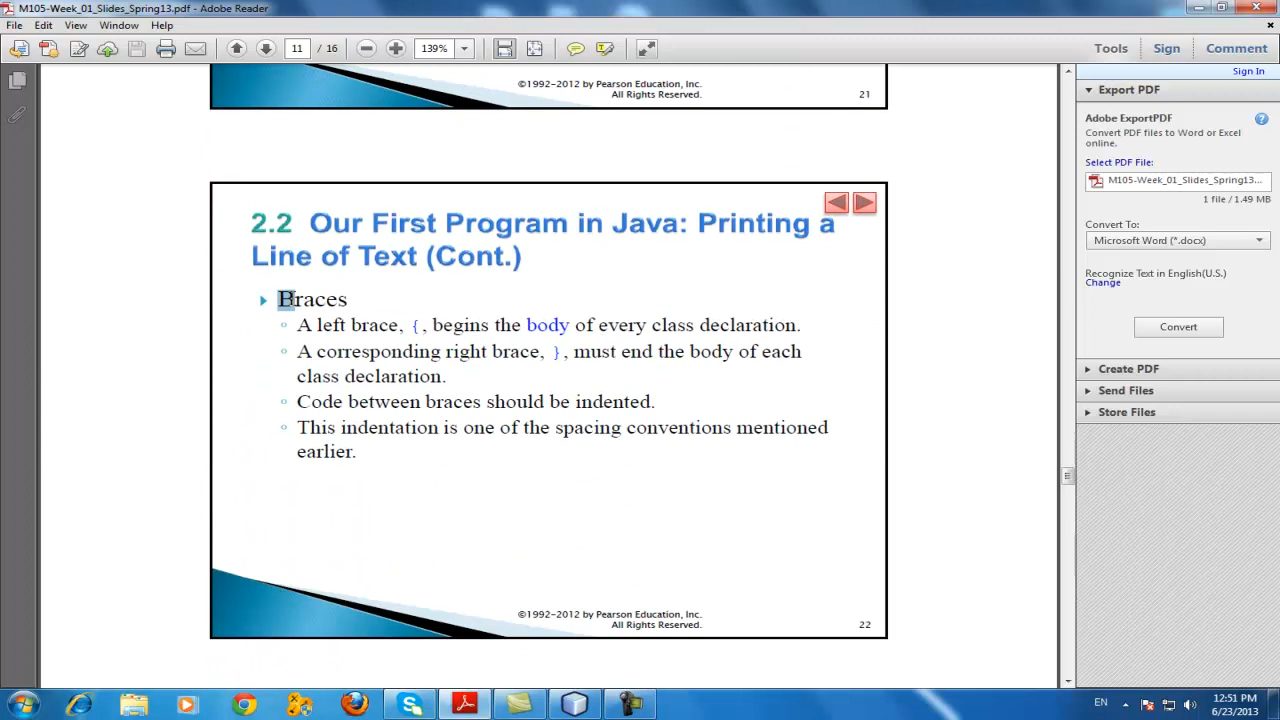 M105-Week_01_Slides_Spring13.pdf - Adobe Reader
File Edit View Window Help
11 / 16 139% Tools Sign Comment
Sign In
©1992-2012 by Pearson Education, Inc.
All Rights Reserved. 21
2.2 Our First Program in Java: Printing a
Line of Text (Cont.)
Braces
A left brace, {, begins the body of every class declaration.
A corresponding right brace, }, must end the body of each
class declaration.
Code between braces should be indented.
This indentation is one of the spacing conventions mentioned
earlier.
©1992-2012 by Pearson Education, Inc.
All Rights Reserved. 22
Export PDF
Adobe ExportPDF
Convert PDF files to Word or Excel
online.
Select PDF File:
M105-Week_01_Slides_Spring13...
1 file / 1.49 MB
Convert To:
Microsoft Word (*.docx)
Recognize Text in English(U.S.)
Change
Convert
Create PDF
Send Files
Store Files
EN 12:51 PM
6/23/2013